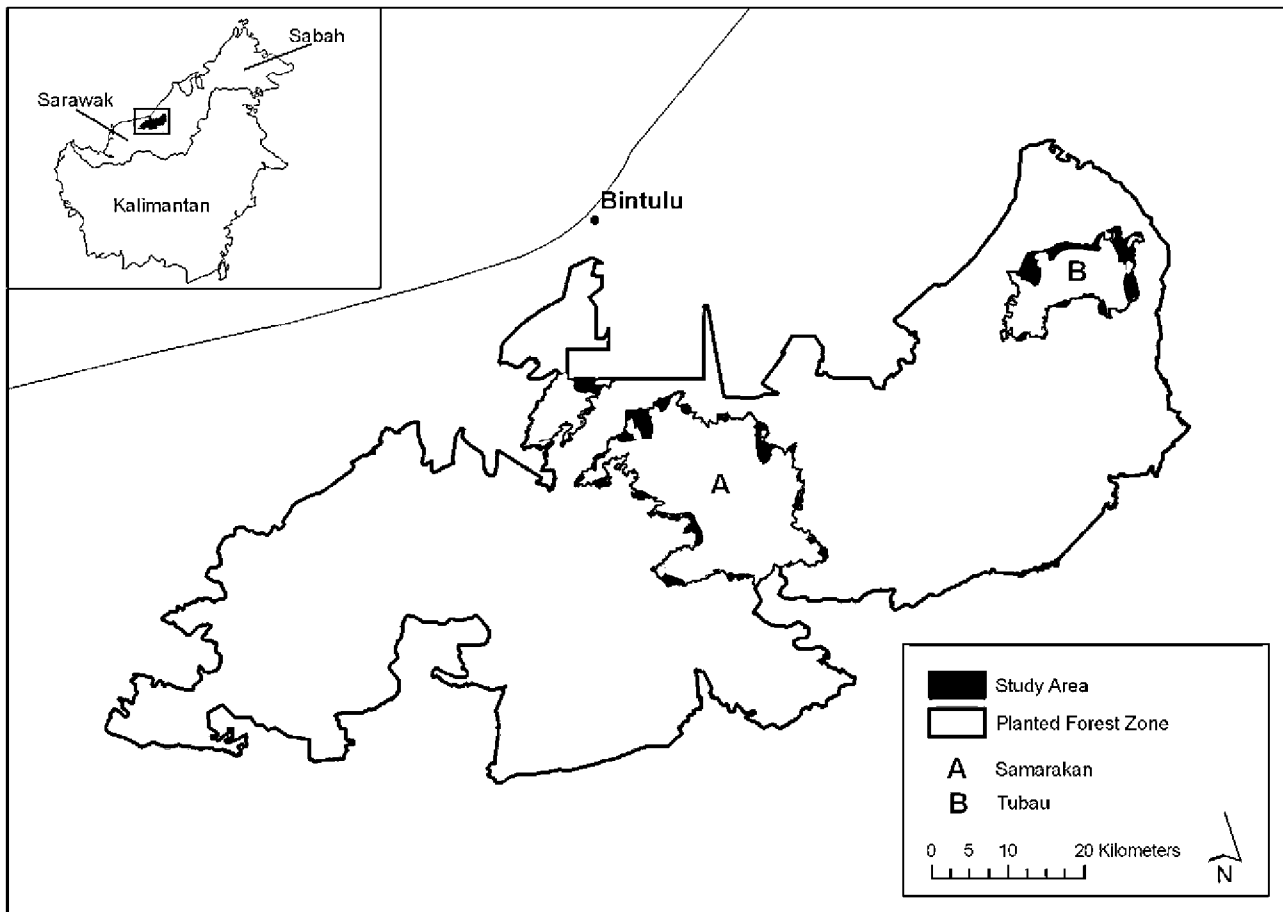 Sabah
Sarawak
Kalimantan
Bintulu
B
A
Study Area
Planted Forest Zone
A Samarakan
B Tubau
0 5 10 20 Kilometers
N